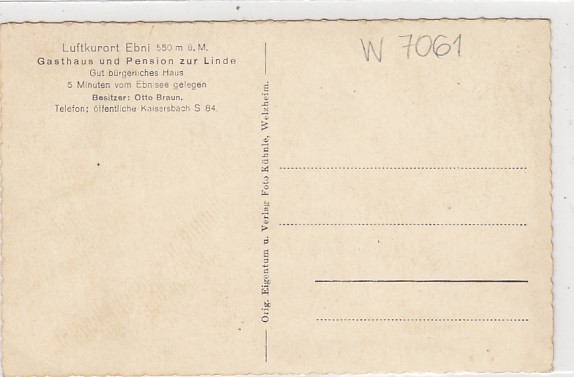 Luftkurort Ebni 550 m ü. M.
Gasthaus und Pension zur Linde
Gut bürgerliches Haus
5 Minuten vom Ebnisee gelegen
Besitzer: Otto Braun.
Telefon: öffentliche Kaisersbach S 84.
W 7061
Orig. Eigentum u. Verlag Foto Kühnle, Welzheim.